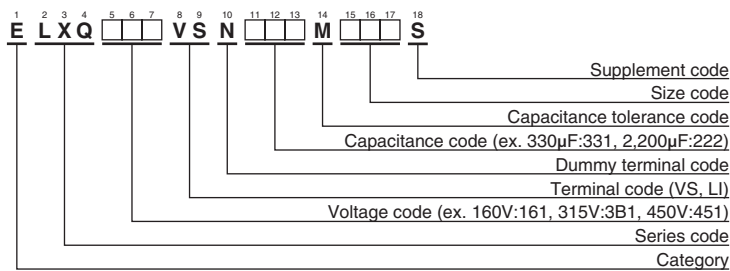 1 2 3 4 5 6 7 8 9 10 11 12 13 14 15 16 17 18
E LXQ VS N M S
Supplement code
Size code
Capacitance tolerance code
Capacitance code (ex. 330μF:331, 2,200μF:222)
Dummy terminal code
Terminal code (VS, LI)
Voltage code (ex. 160V:161, 315V:3B1, 450V:451)
Series code
Category